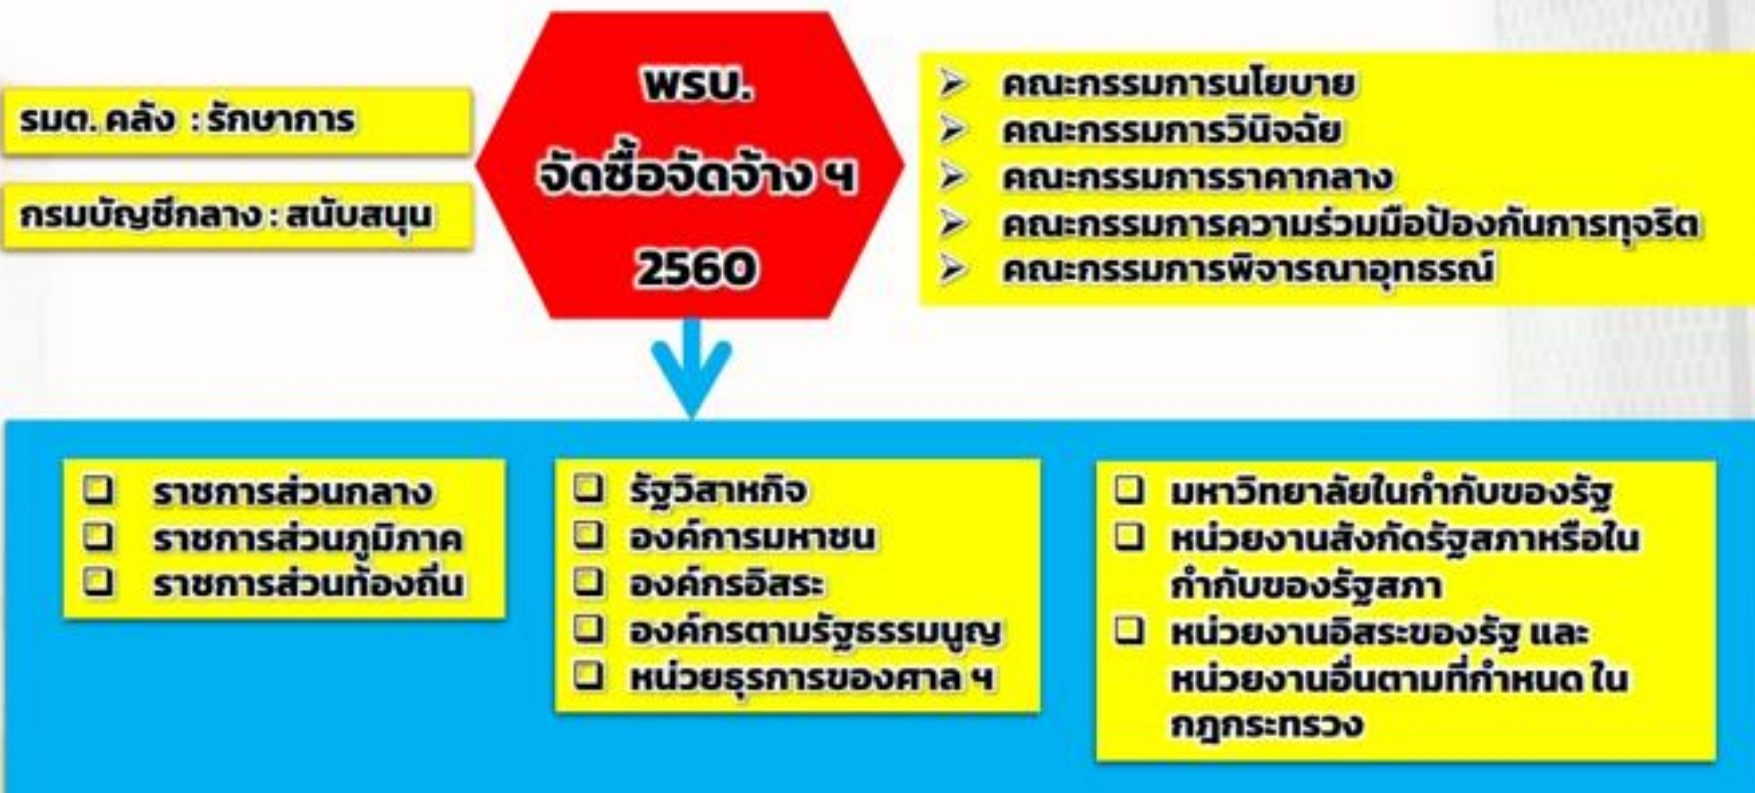 รมต. คลัง : รักษาการ
กรมบัญชีกลาง : สนับสนุน
พรบ.
จัดซื้อจัดจ้าง ฯ
2560
คณะกรรมการนโยบาย
คณะกรรมการวินิจฉัย
คณะกรรมการราคากลาง
คณะกรรมการความร่วมมือป้องกันการทุจริต
คณะกรรมการพิจารณาอุทธรณ์
ราชการส่วนกลาง
ราชการส่วนภูมิภาค
ราชการส่วนท้องถิ่น
รัฐวิสาหกิจ
องค์การมหาชน
องค์กรอิสระ
องค์กรตามรัฐธรรมนูญ
หน่วยธุรการของศาล ฯ
มหาวิทยาลัยในกำกับของรัฐ
หน่วยงานสังกัดรัฐสภาหรือใน
กำกับของรัฐสภา
หน่วยงานอิสระของรัฐ และ
หน่วยงานอื่นตามที่กำหนด ใน
กฎกระทรวง